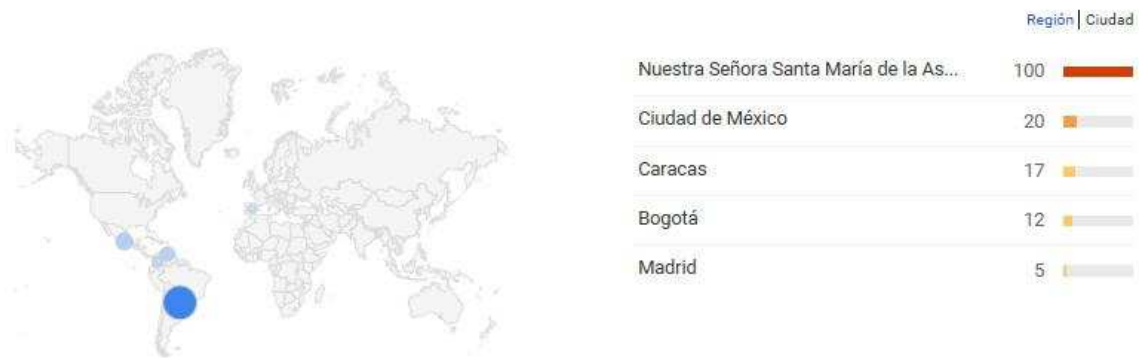 Región | Ciudad
Nuestra Señora Santa María de la As... 100
Ciudad de México 20
Caracas 17
Bogotá 12
Madrid 5